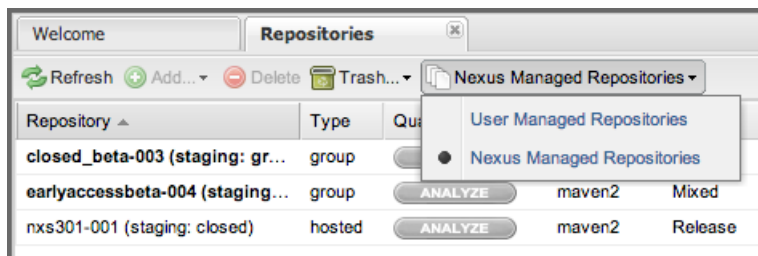 Welcome Repositories
Refresh Add... Delete Trash... Nexus Managed Repositories
User Managed Repositories
Nexus Managed Repositories
Repository Type Qu
closed_beta-003 (staging: gr... group
earlyaccessbeta-004 (staging... group ANALYZE maven2 Mixed
nxs301-001 (staging: closed) hosted ANALYZE maven2 Release